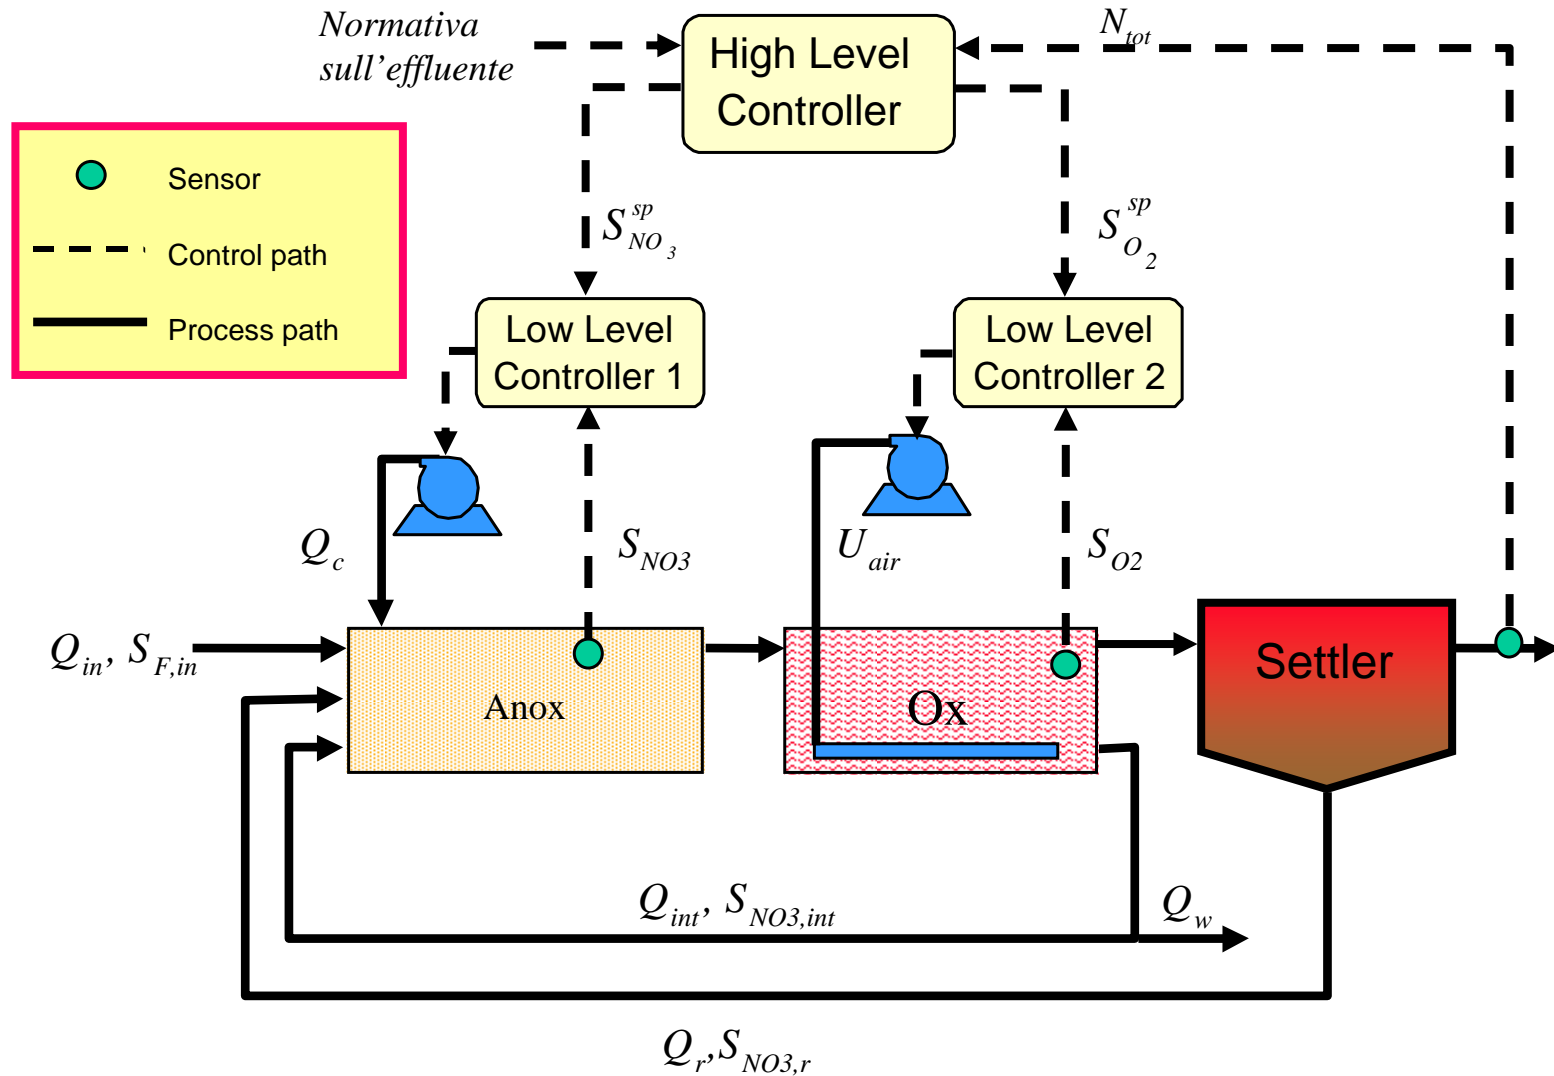 Normativa
sull'effluente
N_tot
High Level
Controller
Sensor
Control path
Process path
S_NO_3^sp
S_O_2^sp
Low Level
Controller 1
Low Level
Controller 2
Q_c
S_NO3
U_air
S_O2
Q_in, S_F,in
Anox
Ox
Settler
Q_int, S_NO3,int
Q_w
Q_r,S_NO3,r